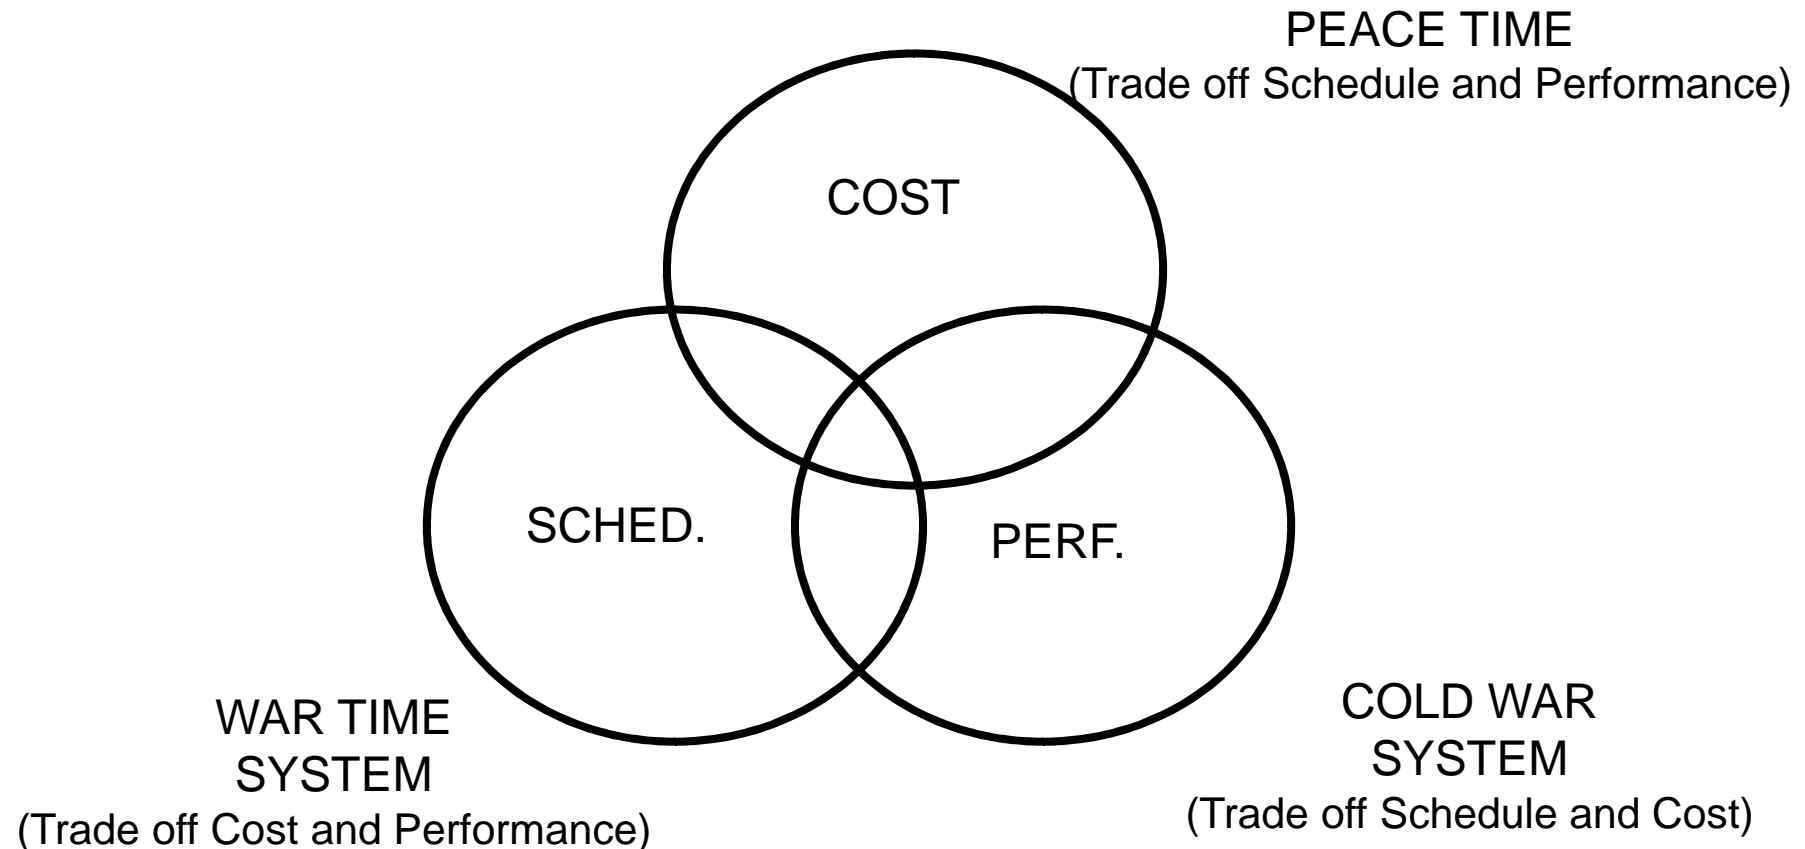 PEACE TIME
(Trade off Schedule and Performance)
COST
SCHED.
PERF.
WAR TIME
SYSTEM
(Trade off Cost and Performance)
COLD WAR
SYSTEM
(Trade off Schedule and Cost)